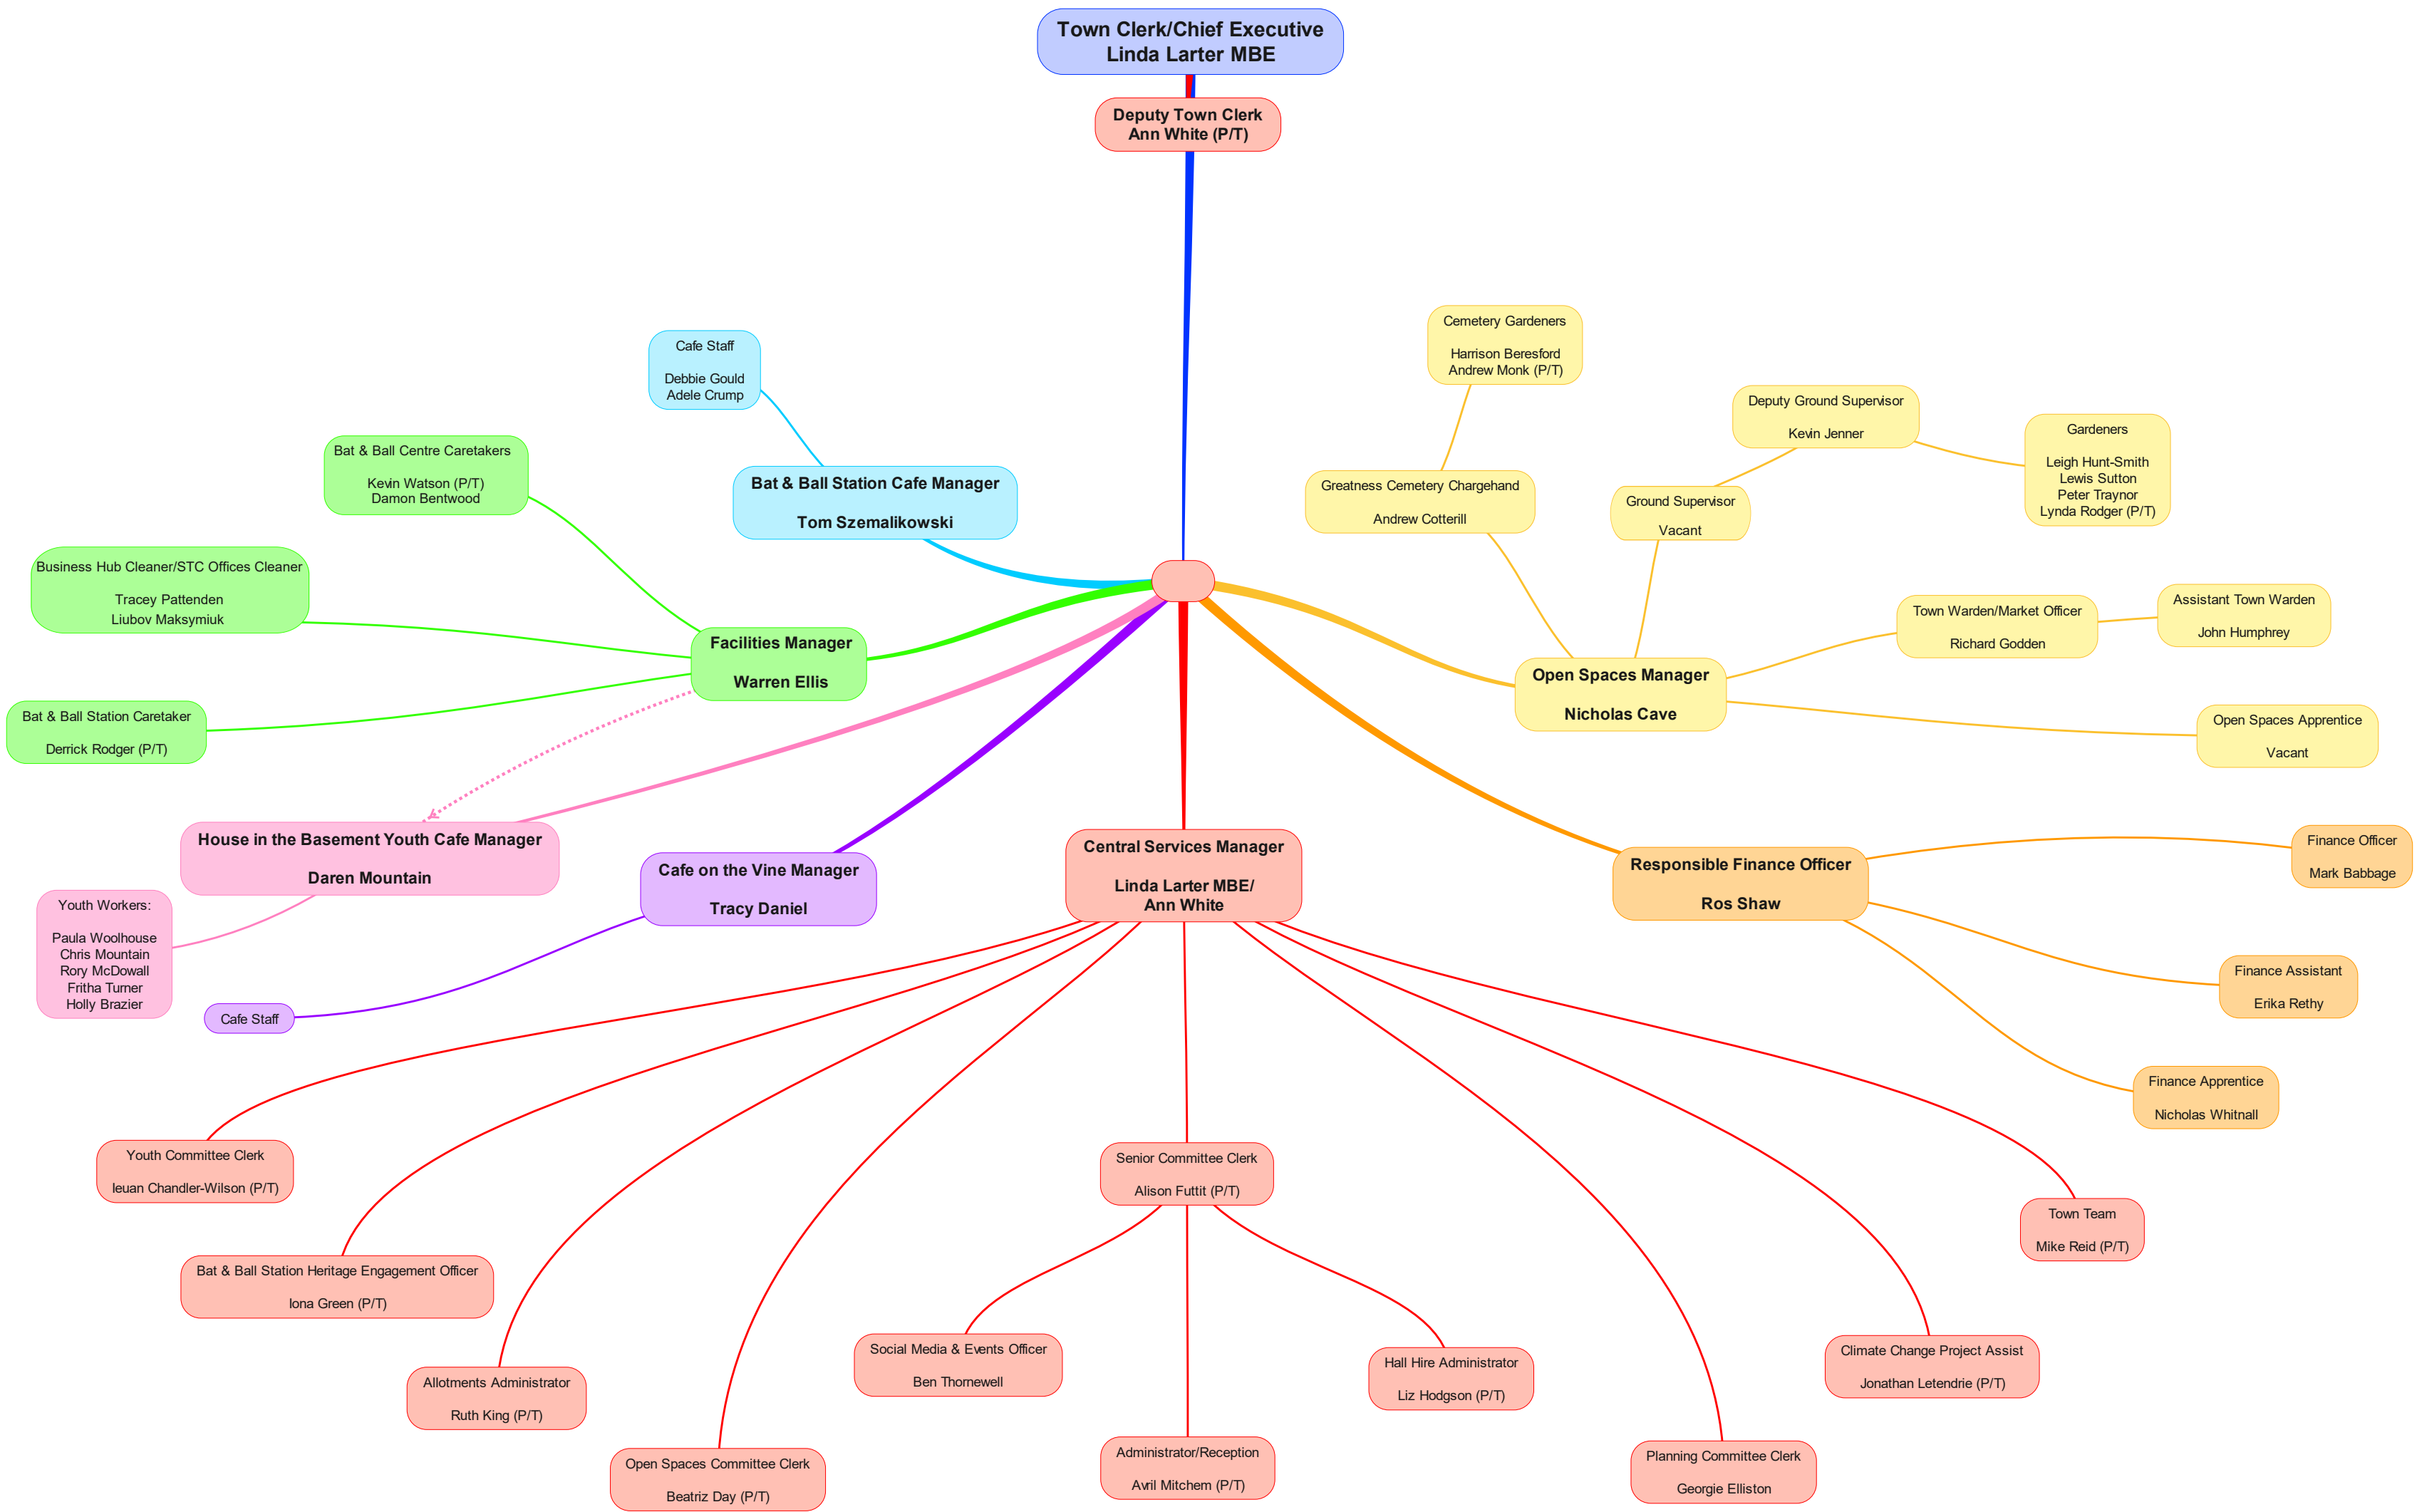 Town Clerk/Chief Executive
Linda Larter MBE
Deputy Town Clerk
Ann White (P/T)
Cafe Staff
Debbie Gould
Adele Crump
Bat & Ball Station Cafe Manager
Tom Szemalikowski
Bat & Ball Centre Caretakers
Kevin Watson (P/T)
Damon Bentwood
Business Hub Cleaner/STC Offices Cleaner
Tracey Pattenden
Liubov Maksymiuk
Facilities Manager
Warren Ellis
Bat & Ball Station Caretaker
Derrick Rodger (P/T)
Cemetery Gardeners
Harrison Beresford
Andrew Monk (P/T)
Greatness Cemetery Chargehand
Andrew Cotterill
Deputy Ground Supervisor
Kevin Jenner
Gardeners
Leigh Hunt-Smith
Lewis Sutton
Peter Traynor
Lynda Rodger (P/T)
Ground Supervisor
Vacant
Town Warden/Market Officer
Richard Godden
Assistant Town Warden
John Humphrey
Open Spaces Manager
Nicholas Cave
Open Spaces Apprentice
Vacant
House in the Basement Youth Cafe Manager
Daren Mountain
Youth Workers:
Paula Woolhouse
Chris Mountain
Rory McDowall
Fritha Turner
Holly Brazier
Cafe on the Vine Manager
Tracy Daniel
Cafe Staff
Central Services Manager
Linda Larter MBE/
Ann White
Responsible Finance Officer
Ros Shaw
Finance Officer
Mark Babbage
Finance Assistant
Erika Rethy
Finance Apprentice
Nicholas Whitnall
Youth Committee Clerk
Ieuan Chandler-Wilson (P/T)
Bat & Ball Station Heritage Engagement Officer
Iona Green (P/T)
Allotments Administrator
Ruth King (P/T)
Open Spaces Committee Clerk
Beatriz Day (P/T)
Senior Committee Clerk
Alison Futtit (P/T)
Social Media & Events Officer
Ben Thornewell
Administrator/Reception
Avril Mitchem (P/T)
Hall Hire Administrator
Liz Hodgson (P/T)
Planning Committee Clerk
Georgie Elliston
Climate Change Project Assist
Jonathan Letendrie (P/T)
Town Team
Mike Reid (P/T)